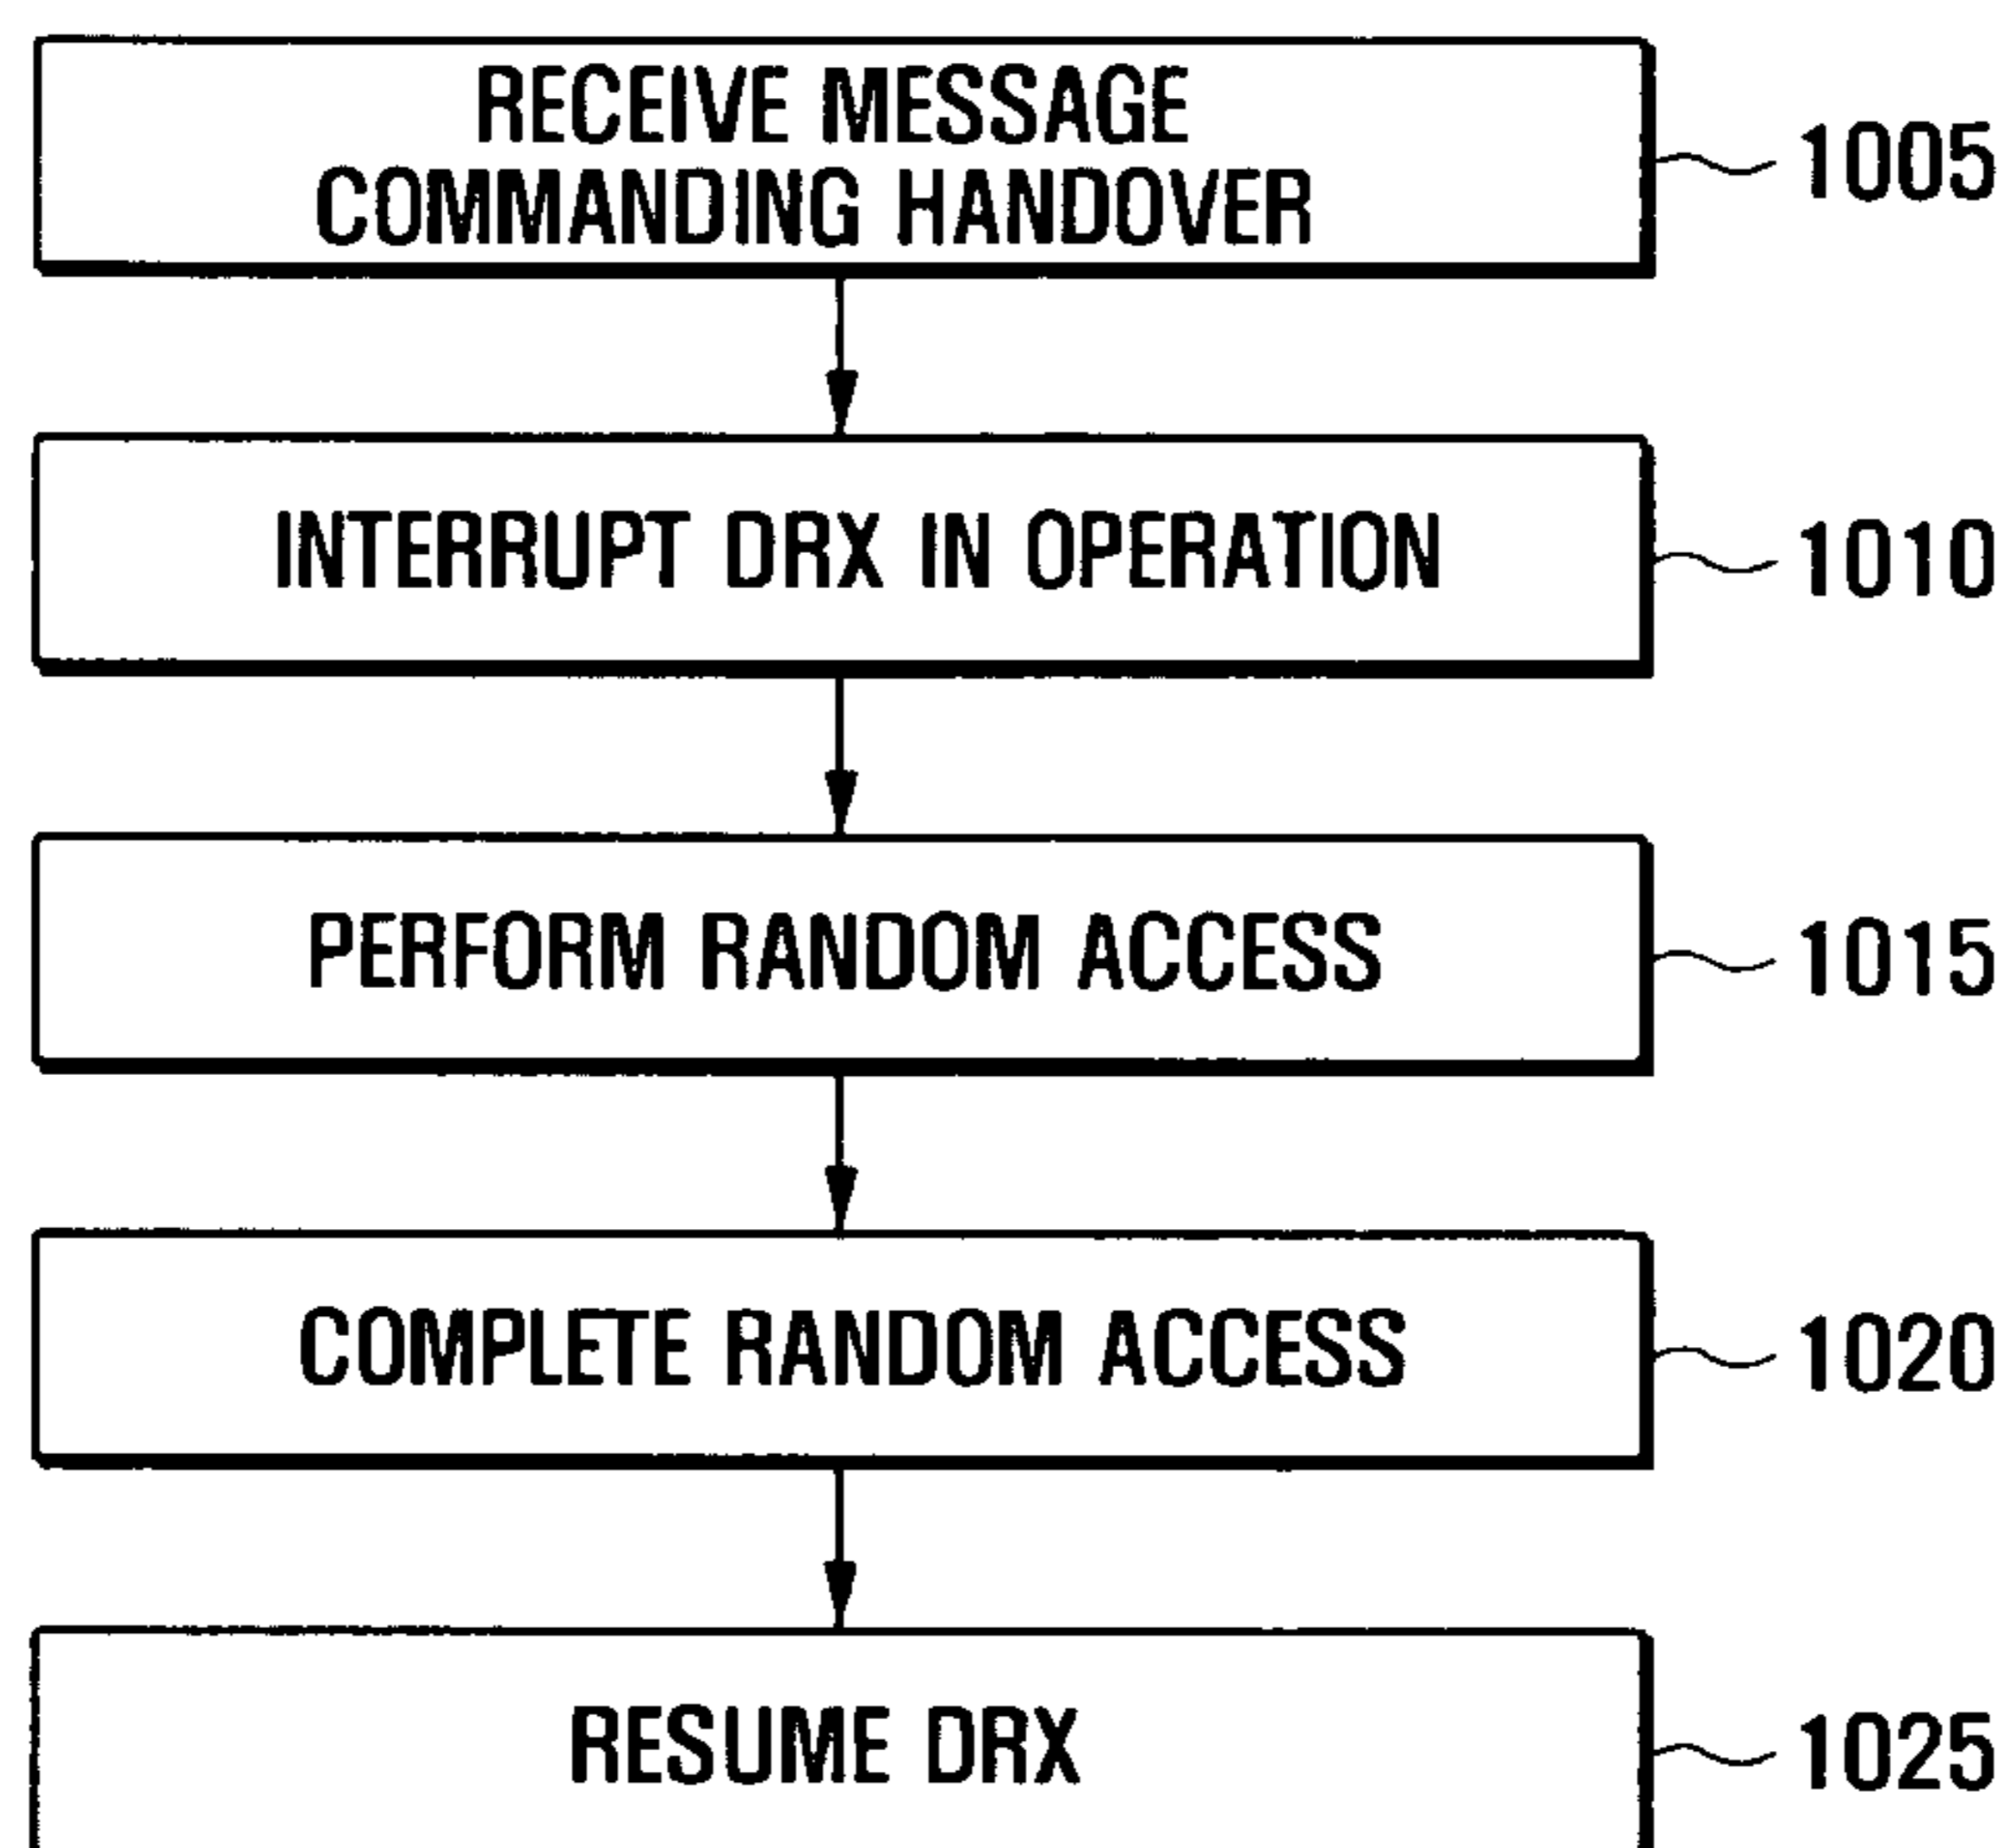 RECEIVE MESSAGE
COMMANDING HANDOVER
1005
INTERRUPT DRX IN OPERATION
1010
PERFORM RANDOM ACCESS
1015
COMPLETE RANDOM ACCESS
1020
RESUME DRX
1025